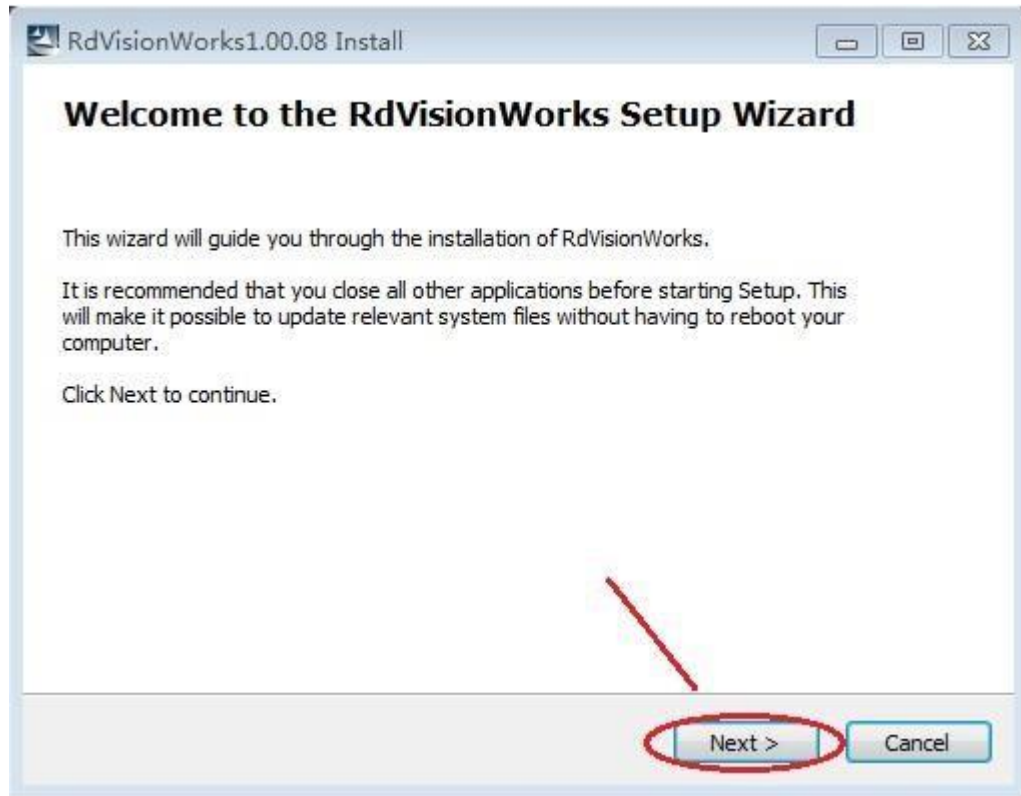 RdVisionWorks1.00.08 Install
Welcome to the RdVisionWorks Setup Wizard
This wizard will guide you through the installation of RdVisionWorks.
It is recommended that you close all other applications before starting Setup. This
will make it possible to update relevant system files without having to reboot your
computer.
Click Next to continue.
Next > Cancel